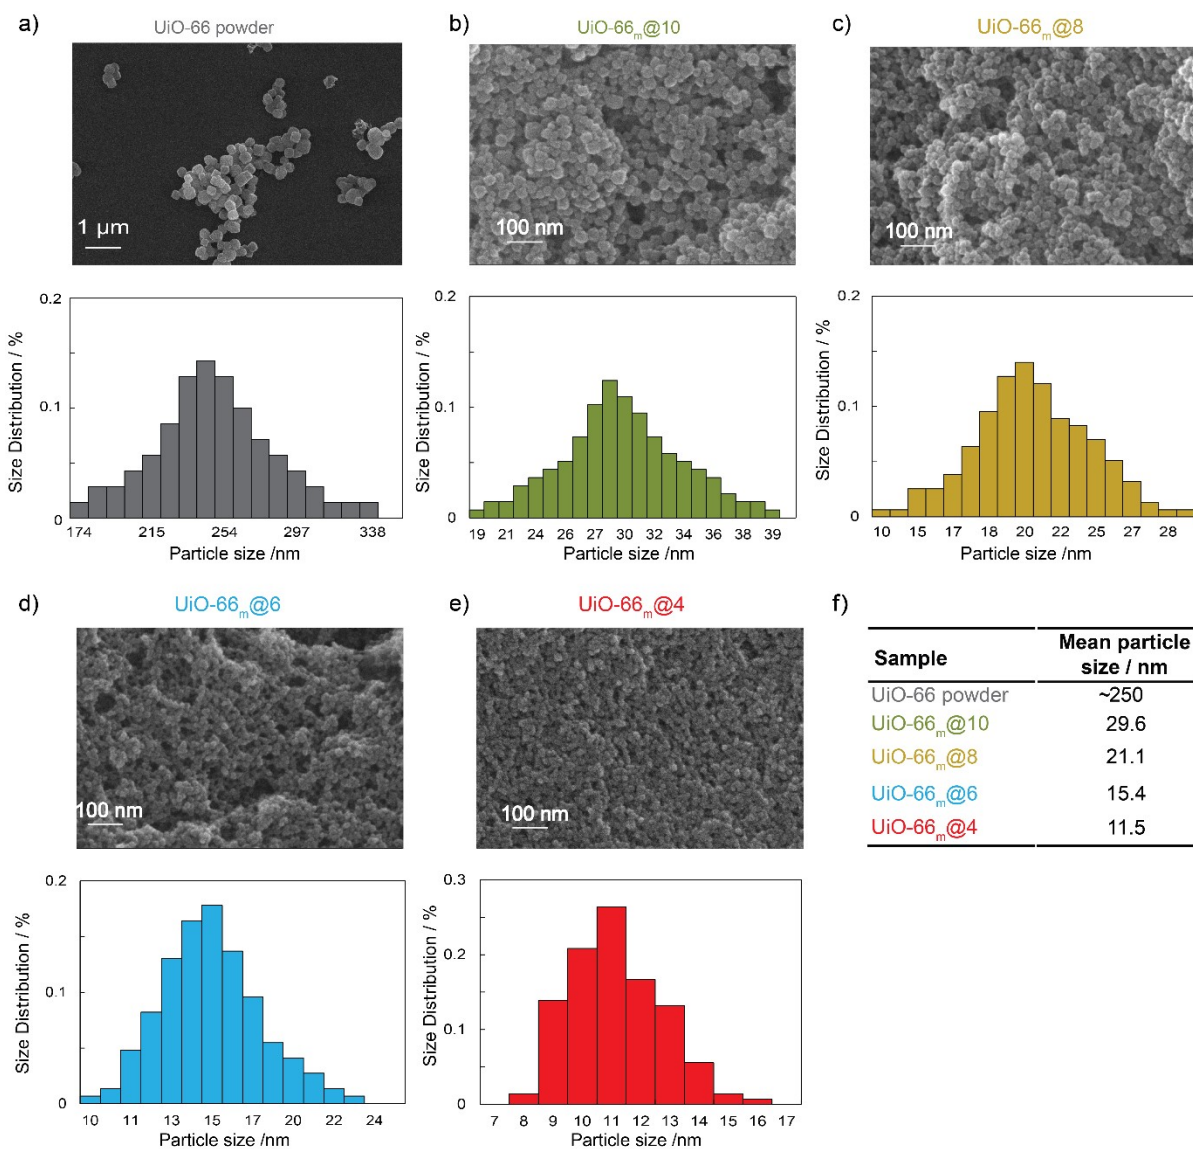 a)
UiO-66 powder
1 μm
0.2
0.1
0
Size Distribution / %
174 215 254 297 338
Particle size /nm
b)
UiO-66m@10
100 nm
0.2
0.1
0
Size Distribution / %
19 21 24 26 27 30 32 34 36 38 39
Particle size /nm
c)
UiO-66m@8
100 nm
0.2
0.1
0
Size Distribution / %
10 15 17 18 20 22 25 27 28
Particle size /nm
d)
UiO-66m@6
100 nm
0.2
0.1
0
Size Distribution / %
10 11 13 15 17 20 22 24
Particle size /nm
e)
UiO-66m@4
100 nm
0.3
0.2
0.1
0
Size Distribution / %
7 8 9 10 11 12 13 14 15 16 17
Particle size /nm
f)
Sample Mean particle
size / nm
UiO-66 powder ~250
UiO-66m@10 29.6
UiO-66m@8 21.1
UiO-66m@6 15.4
UiO-66m@4 11.5